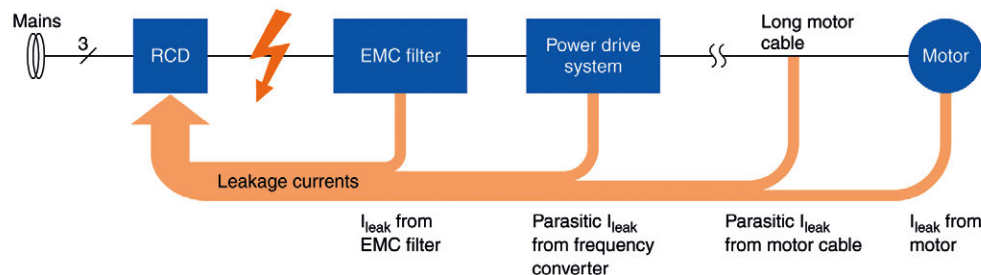 Mains
3
RCD
EMC filter
Power drive
system
Long motor
cable
Motor
Leakage currents
Ileak from
EMC filter
Parasitic Ileak
from frequency
converter
Parasitic Ileak
from motor cable
Ileak from
motor